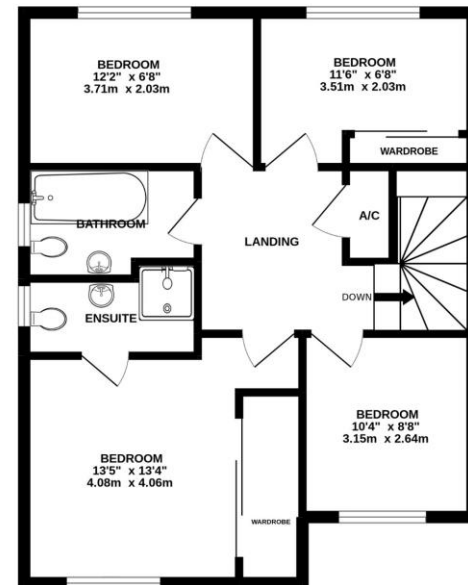 BEDROOM
12'2" x 6'8"
3.71m x 2.03m
BEDROOM
11'6" x 6'8"
3.51m x 2.03m
WARDROBE
BATHROOM
A/C
LANDING
DOWN
ENSUITE
BEDROOM
10'4" x 8'8"
3.15m x 2.64m
BEDROOM
13'5" x 13'4"
4.08m x 4.06m
WARDROBE